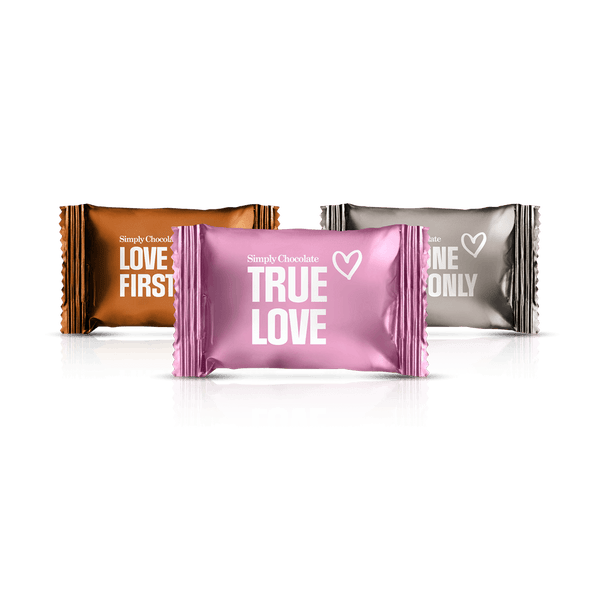 Simply Chocolate
LOVE
FIRST
Simply Chocolate
TRUE
LOVE
NE
ONLY